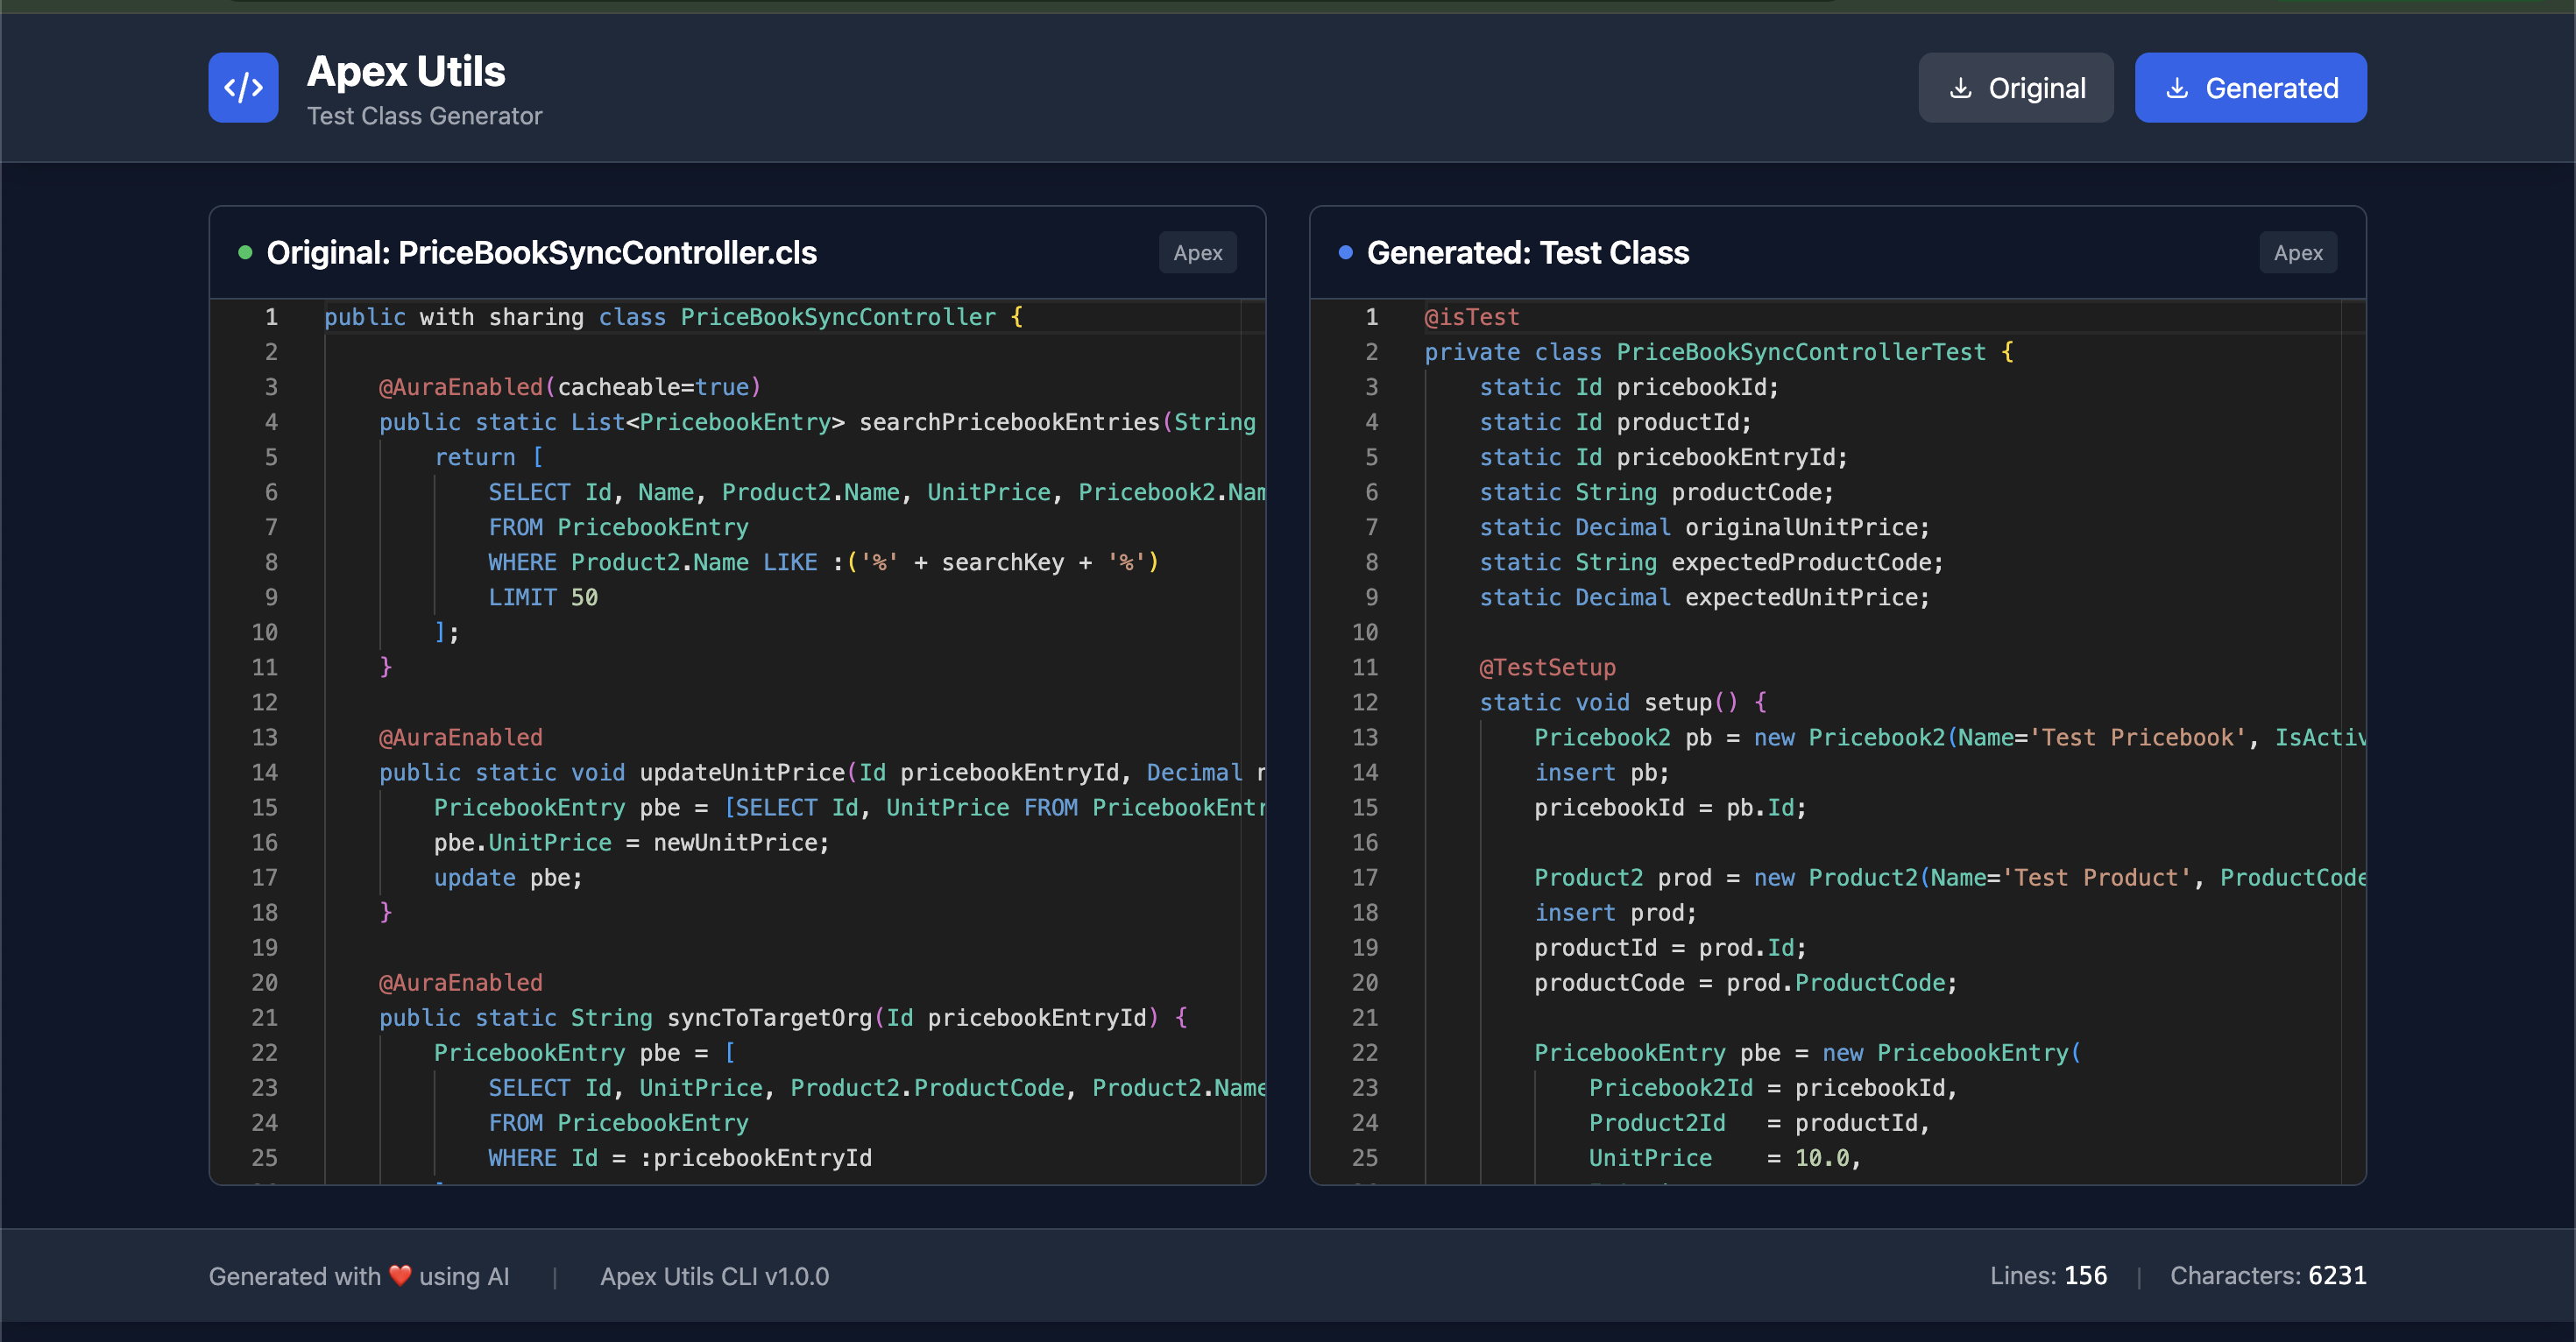 Apex Utils
Test Class Generator
Original
Generated
Original: PriceBookSyncController.cls
Apex
1 public with sharing class PriceBookSyncController {
2
3 @AuraEnabled(cacheable=true)
4 public static List<PricebookEntry> searchPricebookEntries(String
5 return [
6 SELECT Id, Name, Product2.Name, UnitPrice, Pricebook2.Nam
7 FROM PricebookEntry
8 WHERE Product2.Name LIKE :('%' + searchKey + '%')
9 LIMIT 50
10 ];
11 }
12
13 @AuraEnabled
14 public static void updateUnitPrice(Id pricebookEntryId, Decimal
15 PricebookEntry pbe = [SELECT Id, UnitPrice FROM PricebookEntr
16 pbe.UnitPrice = newUnitPrice;
17 update pbe;
18 }
19
20 @AuraEnabled
21 public static String syncToTargetOrg(Id pricebookEntryId) {
22 PricebookEntry pbe = [
23 SELECT Id, UnitPrice, Product2.ProductCode, Product2.Name
24 FROM PricebookEntry
25 WHERE Id = :pricebookEntryId
Generated: Test Class
Apex
1 @isTest
2 private class PriceBookSyncControllerTest {
3 static Id pricebookId;
4 static Id productId;
5 static Id pricebookEntryId;
6 static String productCode;
7 static Decimal originalUnitPrice;
8 static String expectedProductCode;
9 static Decimal expectedUnitPrice;
10
11 @TestSetup
12 static void setup() {
13 Pricebook2 pb = new Pricebook2(Name='Test Pricebook', IsActiv
14 insert pb;
15 pricebookId = pb.Id;
16
17 Product2 prod = new Product2(Name='Test Product', ProductCode
18 insert prod;
19 productId = prod.Id;
20 productCode = prod.ProductCode;
21
22 PricebookEntry pbe = new PricebookEntry(
23 Pricebook2Id = pricebookId,
24 Product2Id = productId,
25 UnitPrice = 10.0,
Generated with ❤️ using AI | Apex Utils CLI v1.0.0
Lines: 156 | Characters: 6231